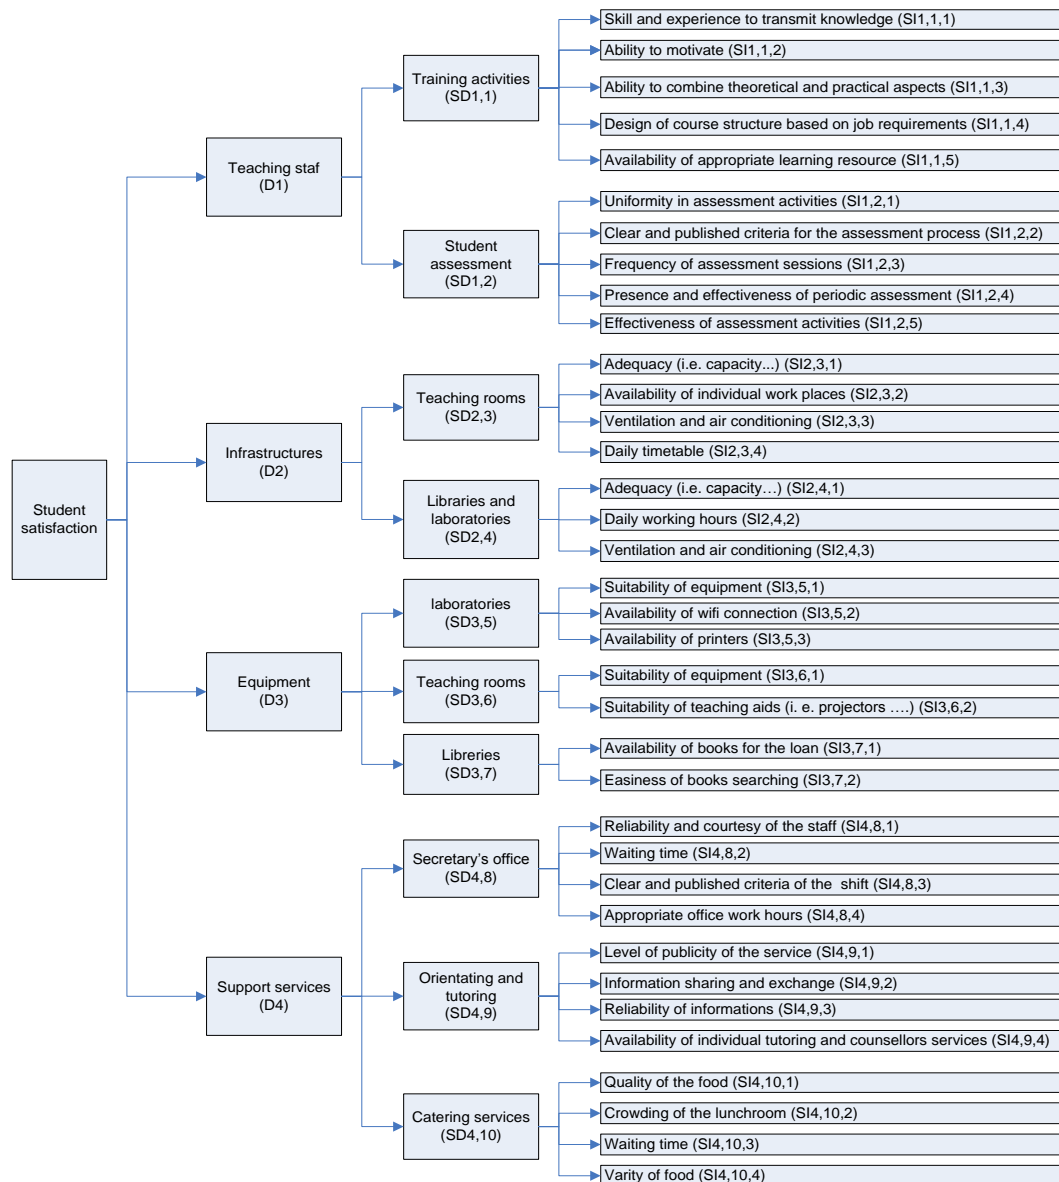 Student
satisfaction
Teaching staf
(D1)
Training activities
(SD1,1)
Skill and experience to transmit knowledge (SI1,1,1)
Ability to motivate (SI1,1,2)
Ability to combine theoretical and practical aspects (SI1,1,3)
Design of course structure based on job requirements (SI1,1,4)
Availability of appropriate learning resource (SI1,1,5)
Student
assessment
(SD1,2)
Uniformity in assessment activities (SI1,2,1)
Clear and published criteria for the assessment process (SI1,2,2)
Frequency of assessment sessions (SI1,2,3)
Presence and effectiveness of periodic assessment (SI1,2,4)
Effectiveness of assessment activities (SI1,2,5)
Infrastructures
(D2)
Teaching rooms
(SD2,3)
Adequacy (i.e. capacity...) (SI2,3,1)
Availability of individual work places (SI2,3,2)
Ventilation and air conditioning (SI2,3,3)
Daily timetable (SI2,3,4)
Libraries and
laboratories
(SD2,4)
Adequacy (i.e. capacity…) (SI2,4,1)
Daily working hours (SI2,4,2)
Ventilation and air conditioning (SI2,4,3)
Equipment
(D3)
laboratories
(SD3,5)
Suitability of equipment (SI3,5,1)
Availability of wifi connection (SI3,5,2)
Availability of printers (SI3,5,3)
Teaching rooms
(SD3,6)
Suitability of equipment (SI3,6,1)
Suitability of teaching aids (i. e. projectors ….) (SI3,6,2)
Libreries
(SD3,7)
Availability of books for the loan (SI3,7,1)
Easiness of books searching (SI3,7,2)
Support services
(D4)
Secretary's office
(SD4,8)
Reliability and courtesy of the staff (SI4,8,1)
Waiting time (SI4,8,2)
Clear and published criteria of the  shift (SI4,8,3)
Appropriate office work hours (SI4,8,4)
Orientating and
tutoring
(SD4,9)
Level of publicity of the service (SI4,9,1)
Information sharing and exchange (SI4,9,2)
Reliability of informations (SI4,9,3)
Availability of individual tutoring and counsellors services (SI4,9,4)
Catering services
(SD4,10)
Quality of the food (SI4,10,1)
Crowding of the lunchroom (SI4,10,2)
Waiting time (SI4,10,3)
Varity of food (SI4,10,4)